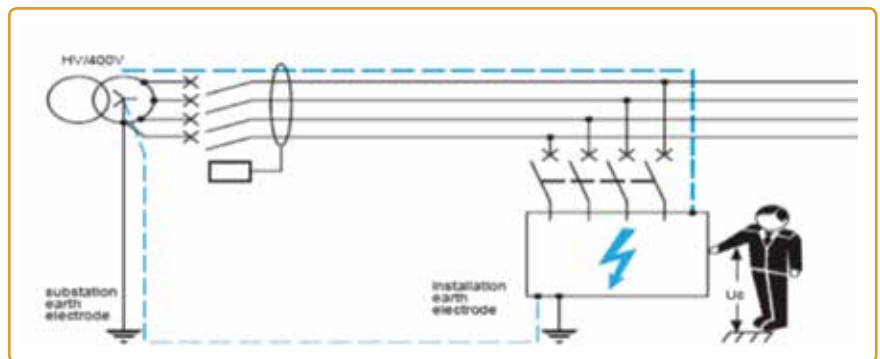 HV/400V
substation
earth
electrode
installation
earth
electrode
Uc